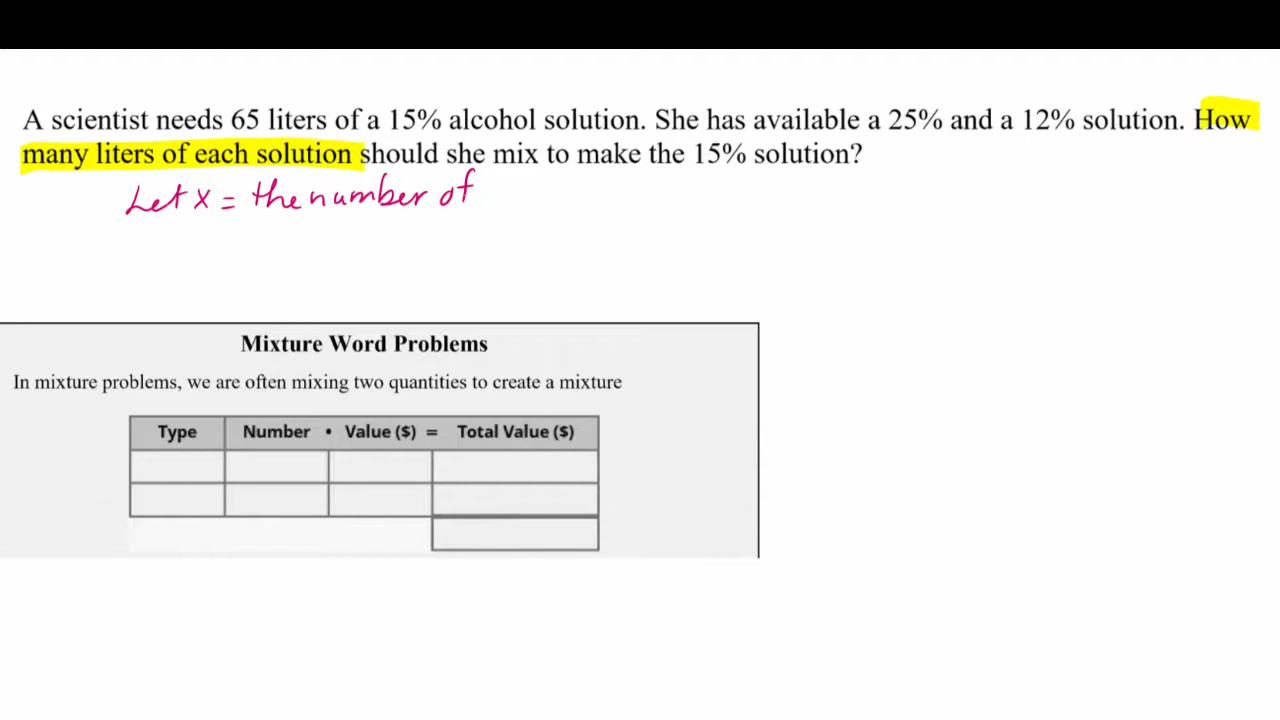 A scientist needs 65 liters of a 15% alcohol solution. She has available a 25% and a 12% solution. How
many liters of each solution should she mix to make the 15% solution?
Let x = the number of
Mixture Word Problems
In mixture problems, we are often mixing two quantities to create a mixture
Type Number • Value ($) = Total Value ($)